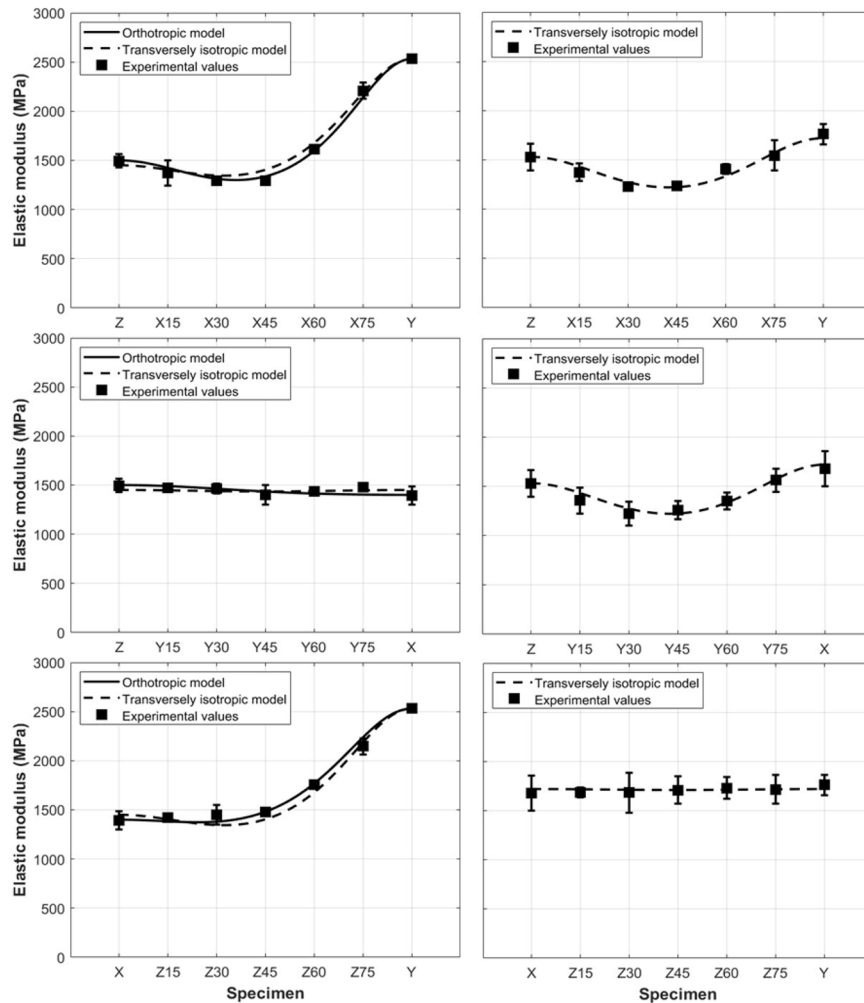 3000
2500
2000
1500
1000
500
0
Elastic modulus (MPa)
Orthotropic model
Transversely isotropic model
Experimental values
Z X15 X30 X45 X60 X75 Y
Transversely isotropic model
Experimental values
Z X15 X30 X45 X60 X75 Y
3000
2500
2000
1500
1000
500
0
Elastic modulus (MPa)
Orthotropic model
Transversely isotropic model
Experimental values
Z Y15 Y30 Y45 Y60 Y75 X
Transversely isotropic model
Experimental values
Z Y15 Y30 Y45 Y60 Y75 X
3000
2500
2000
1500
1000
500
0
Elastic modulus (MPa)
Orthotropic model
Transversely isotropic model
Experimental values
X Z15 Z30 Z45 Z60 Z75 Y
Specimen
Transversely isotropic model
Experimental values
X Z15 Z30 Z45 Z60 Z75 Y
Specimen